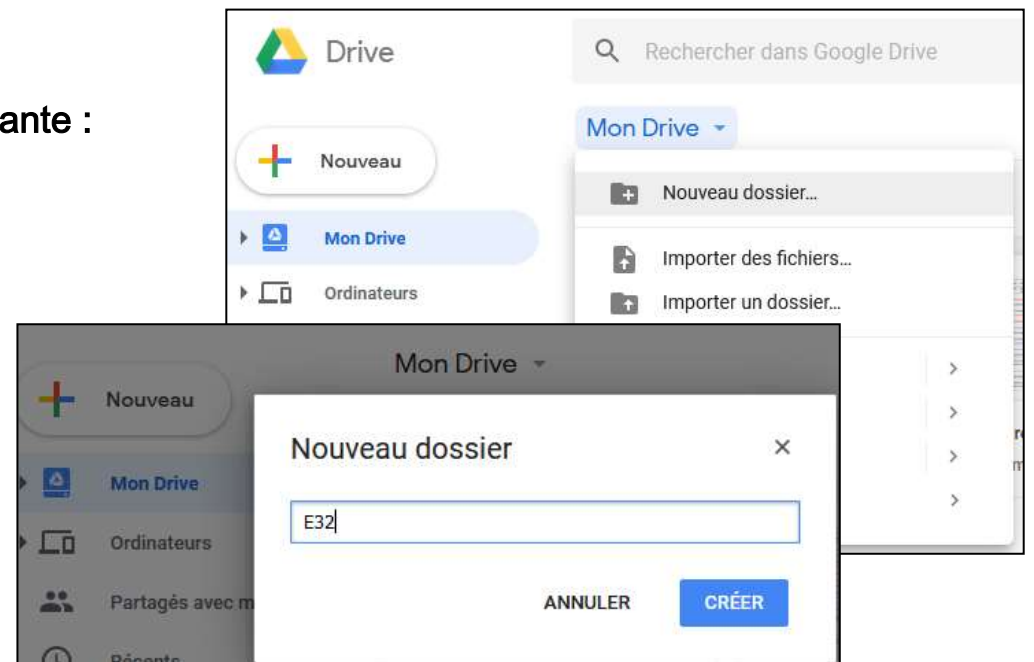 Drive
Rechercher dans Google Drive
ante :
Mon Drive
Nouveau
Nouveau dossier...
Mon Drive
Importer des fichiers...
Ordinateurs
Importer un dossier...
Mon Drive
Nouveau
Nouveau dossier
Mon Drive
E32
Ordinateurs
ANNULER
CRÉER
Partagés avec m
Récents